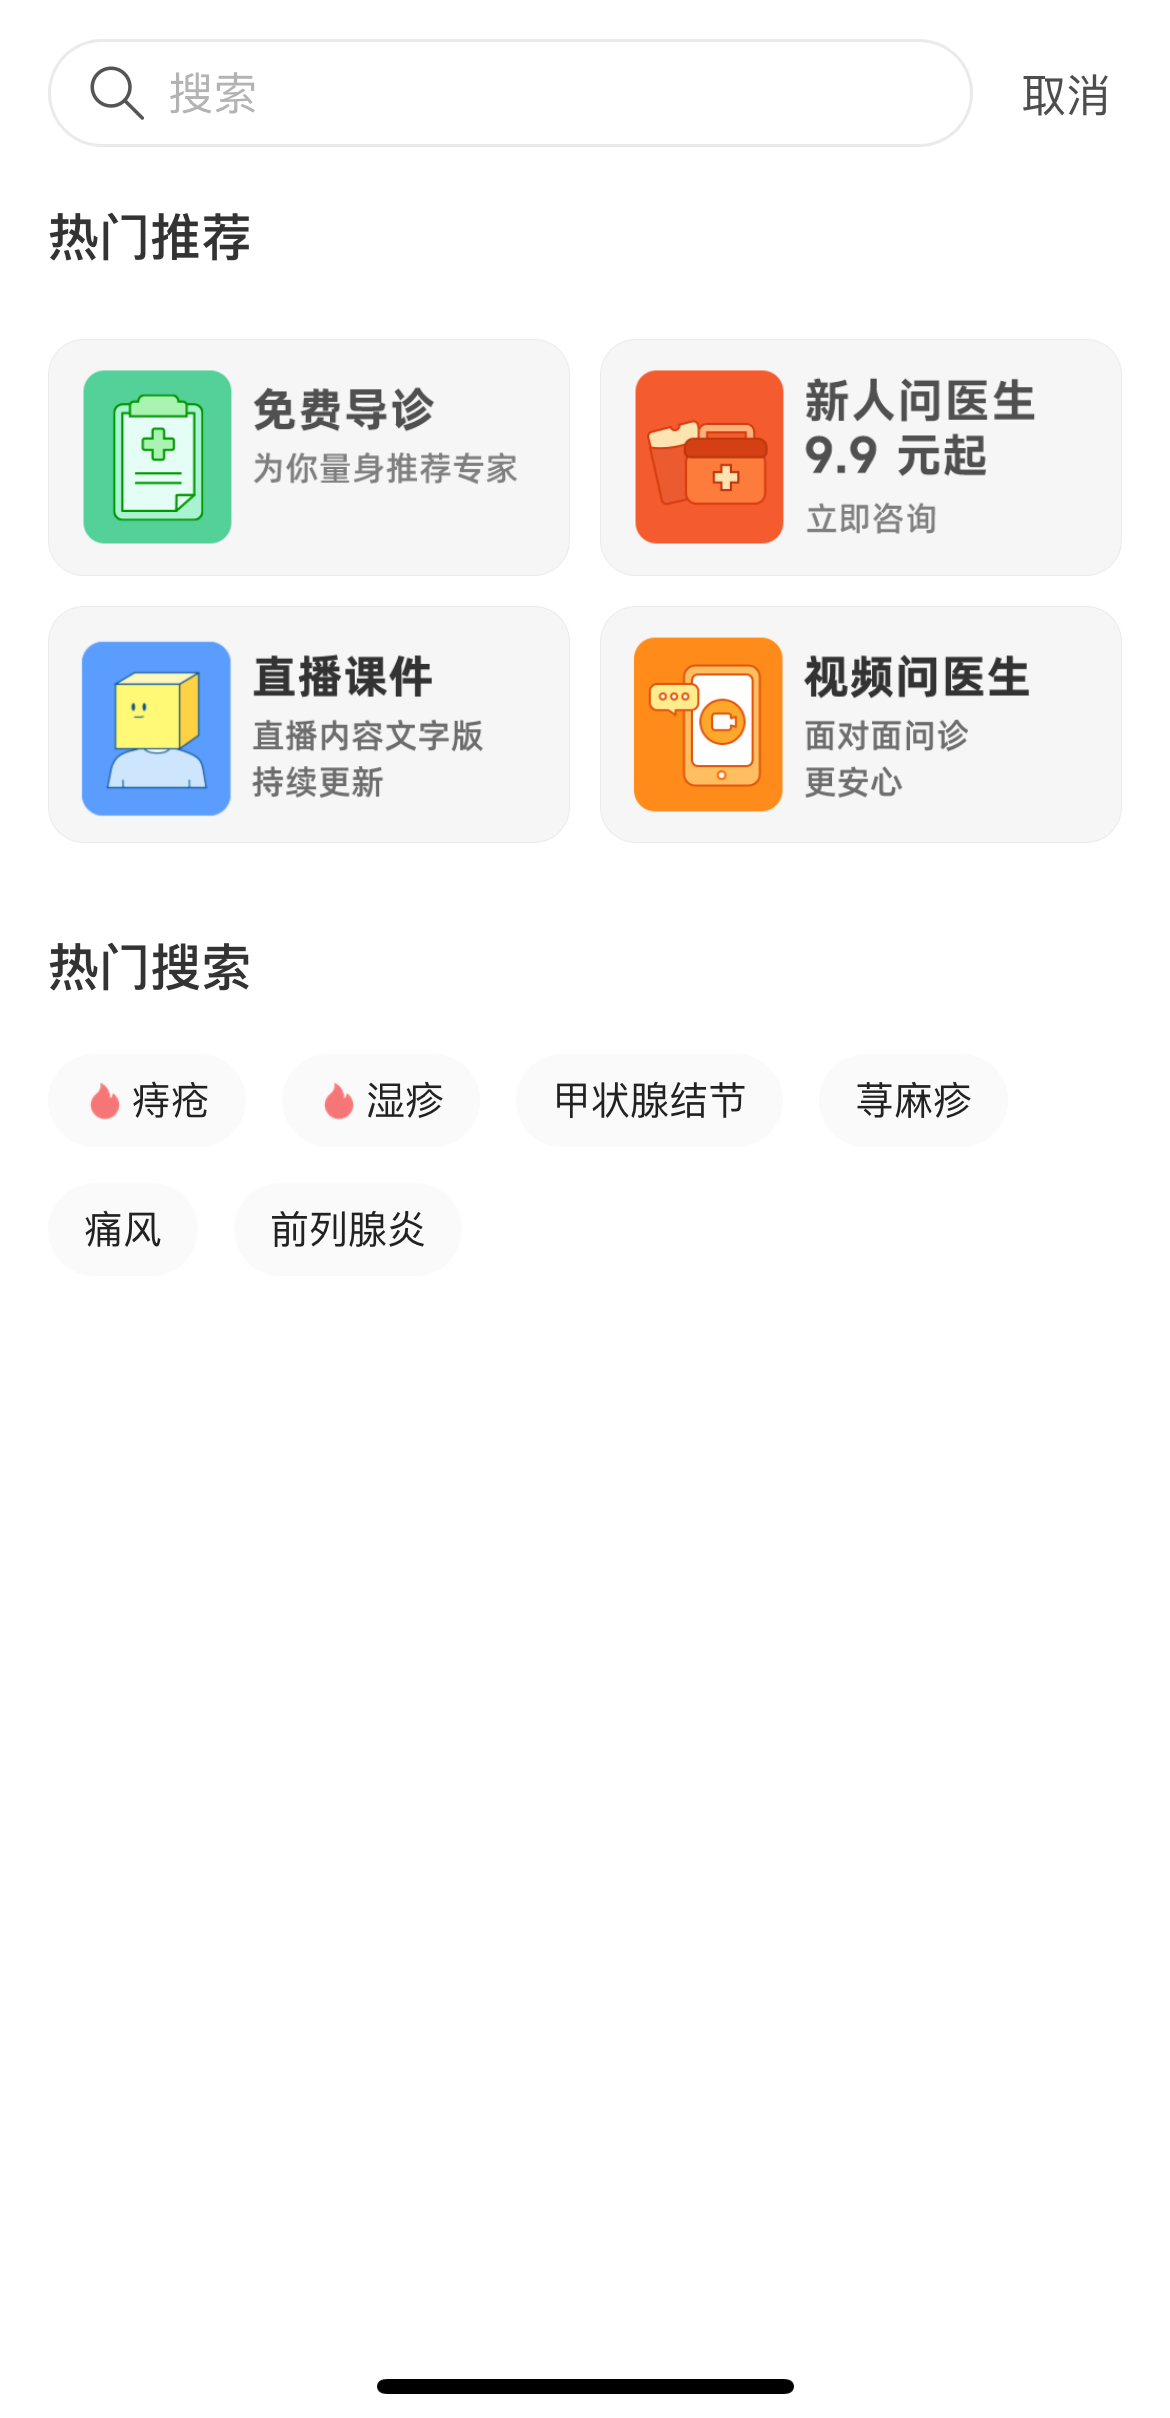 搜索
取消
热门推荐
免费导诊
为你量身推荐专家
新人问医生
9.9 元起
立即咨询
直播课件
直播内容文字版
持续更新
视频问医生
面对面问诊
更安心
热门搜索
痔疮
湿疹
甲状腺结节
荨麻疹
痛风
前列腺炎